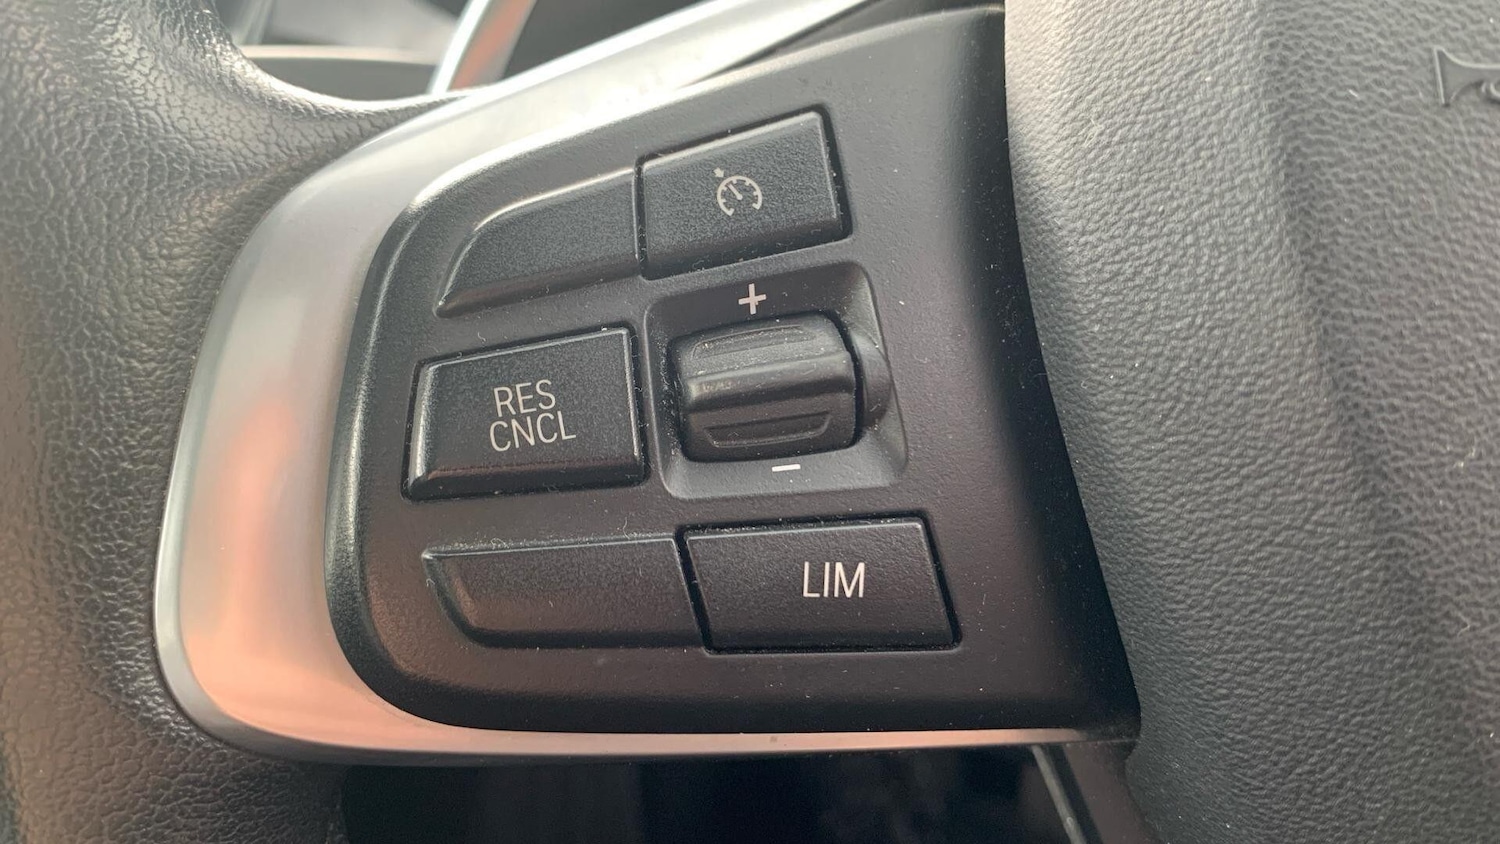 +
RES
CNCL
-
LIM